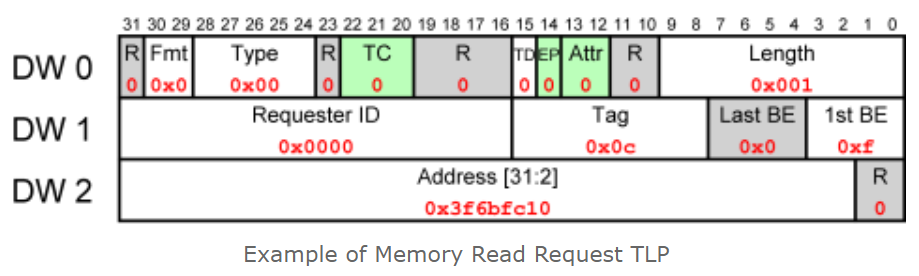 31 30 29 28 27 26 25 24 23 22 21 20 19 18 17 16 15 14 13 12 11 10 9 8 7 6 5 4 3 2 1 0
DW 0 R Fmt Type R TC R TD EP Attr R Length
0 0x0 0x00 0 0 0 0 0 0 0 0x001
DW 1 Requester ID Tag Last BE 1st BE
0x0000 0x0c 0x0 0xf
DW 2 Address [31:2] R
0x3f6bfc10 0
Example of Memory Read Request TLP